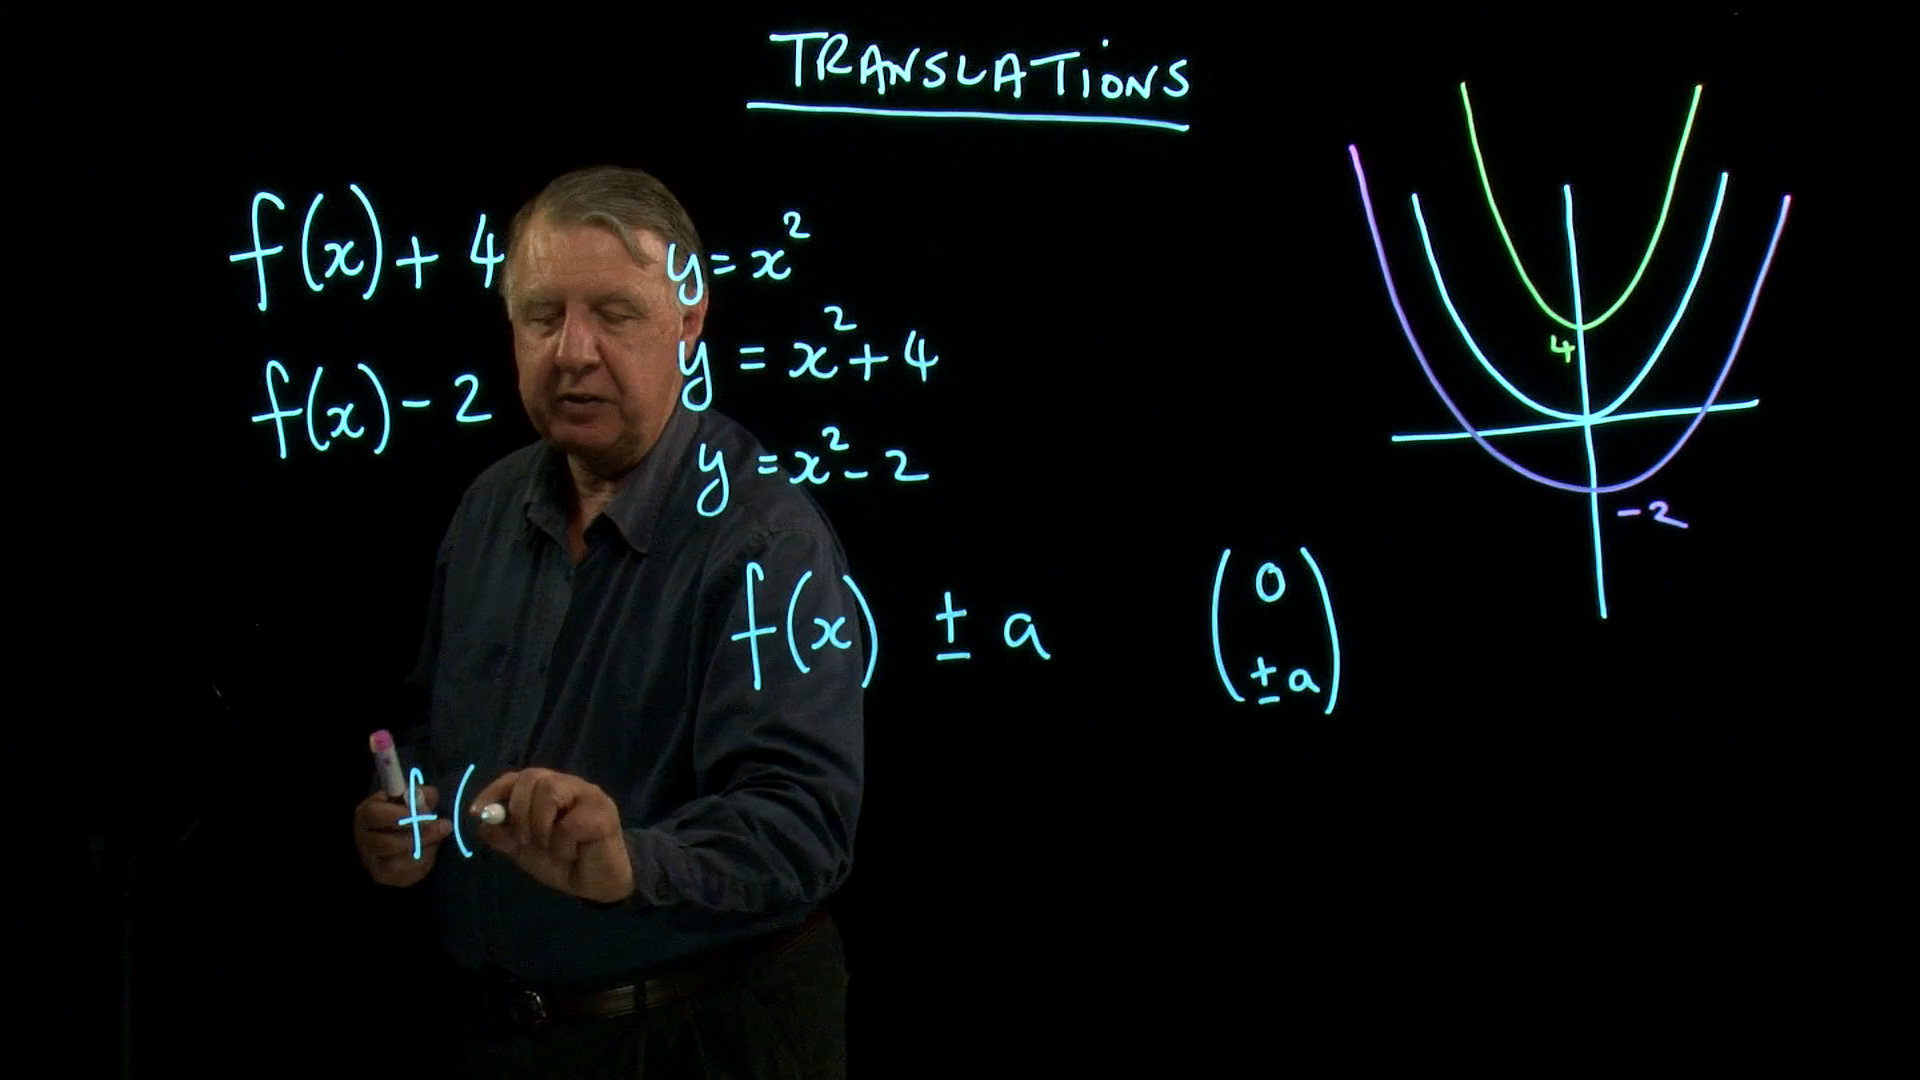 TRANSLATIONS
f(x) + 4
y = x²
y = x² + 4
f(x) - 2
y = x² - 2
4
-2
f(x) ± a
(0
±a)
f(